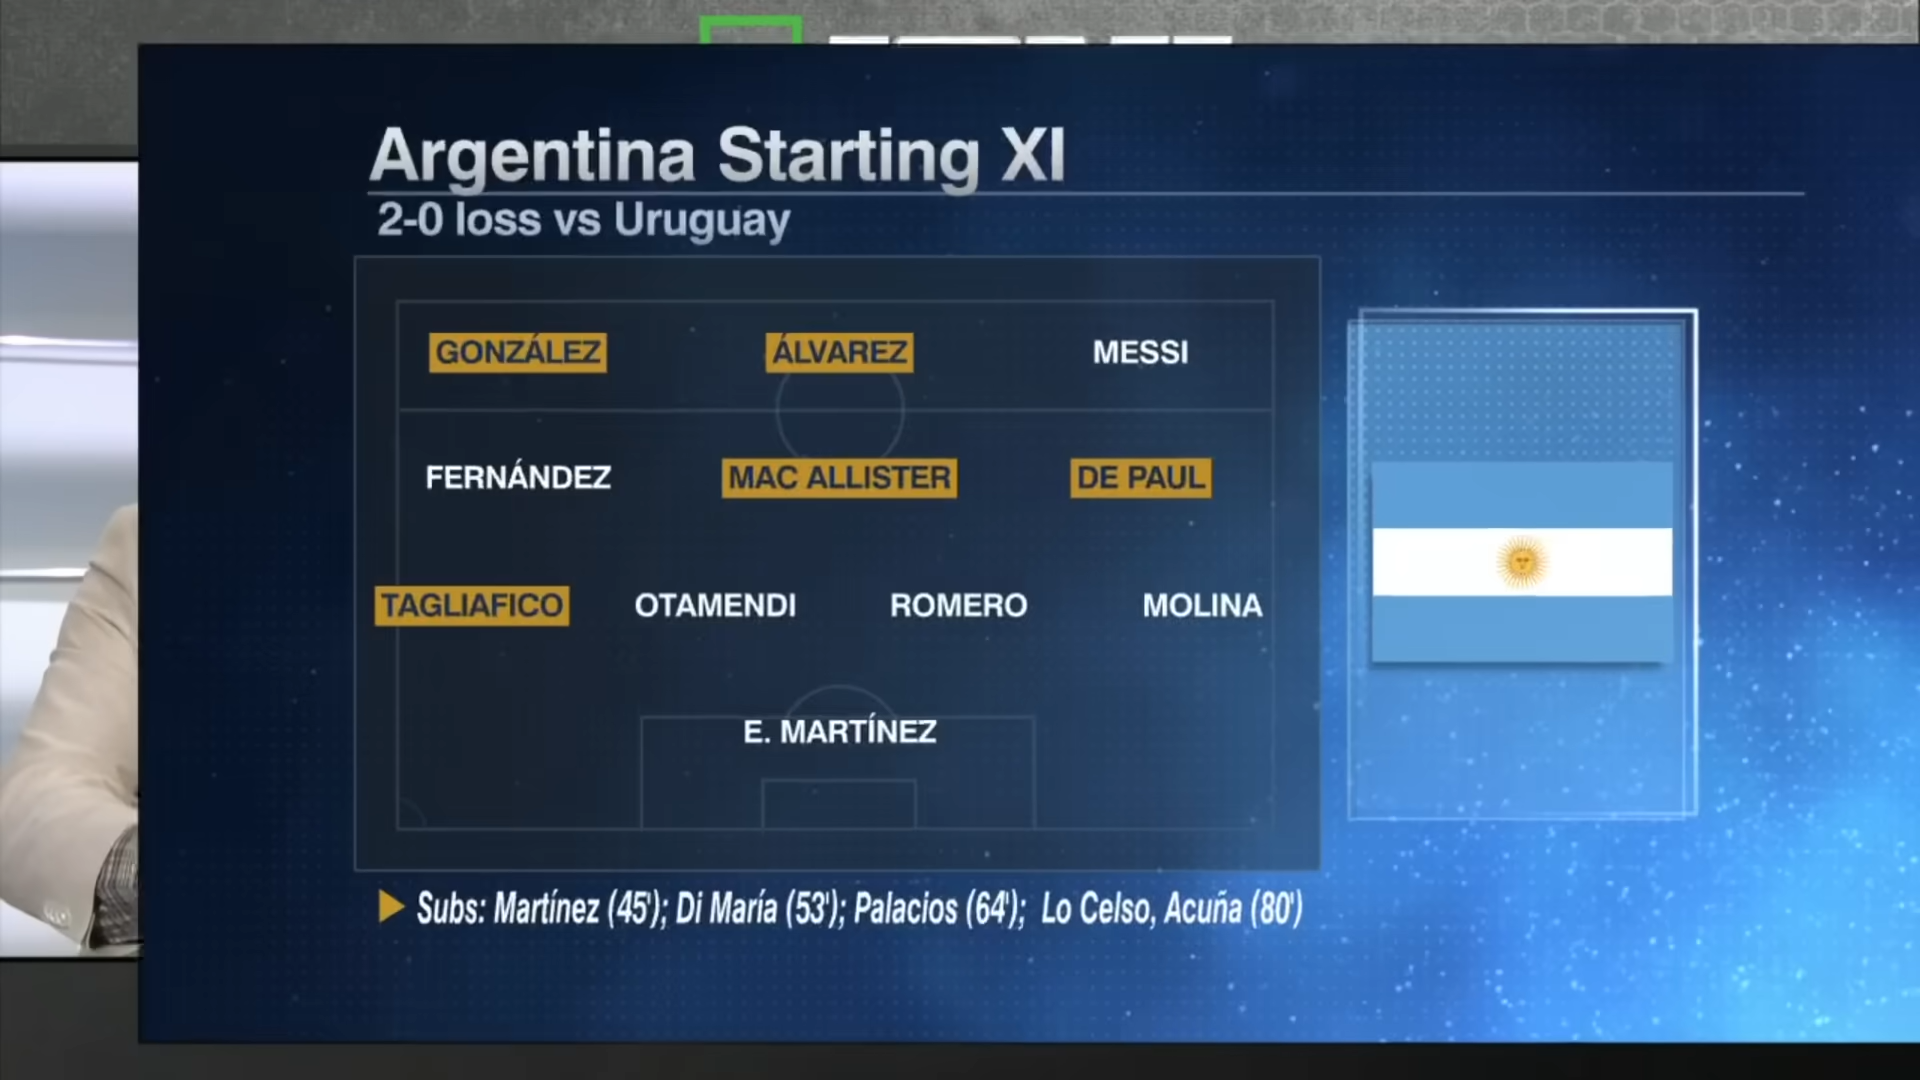 Argentina Starting XI
2-0 loss vs Uruguay
GONZÁLEZ ÁLVAREZ MESSI
FERNÁNDEZ MAC ALLISTER DE PAUL
TAGLIAFICO OTAMENDI ROMERO MOLINA
E. MARTÍNEZ
Subs: Martínez (45'); Di María (53'); Palacios (64'); Lo Celso, Acuña (80')